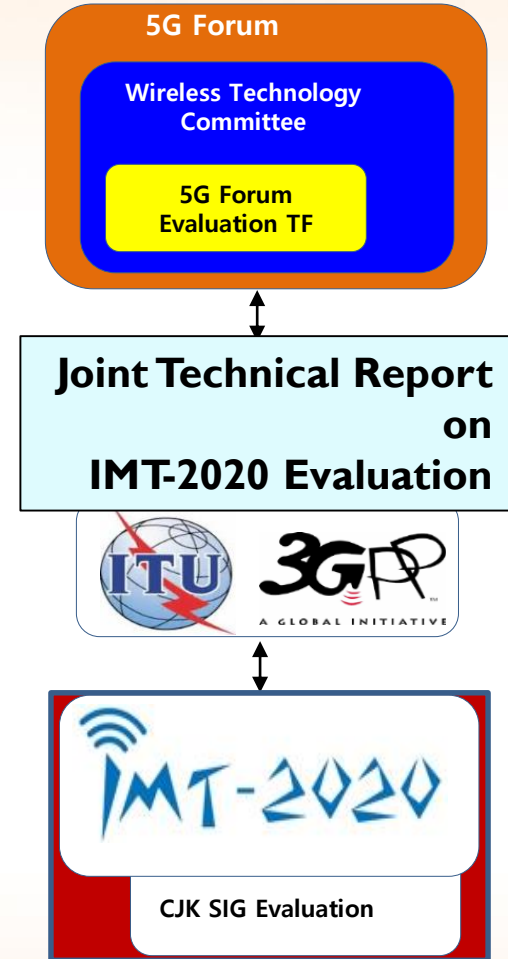 5G Forum
Wireless Technology
Committee
5G Forum
Evaluation TF
Joint Technical Report
on
IMT-2020 Evaluation
ITU
3GPP
A GLOBAL INITIATIVE
IMT-2020
CJK SIG Evaluation